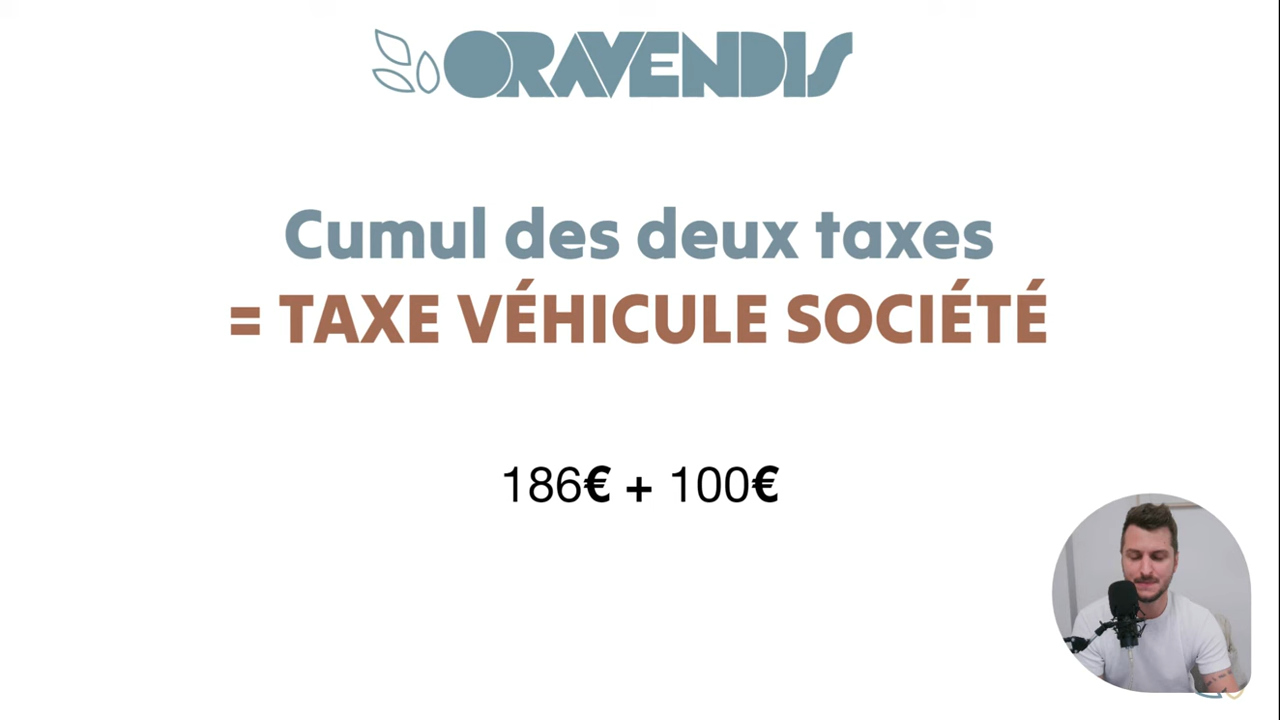 ORAVENDIS
Cumul des deux taxes
= TAXE VÉHICULE SOCIÉTÉ
186€ + 100€